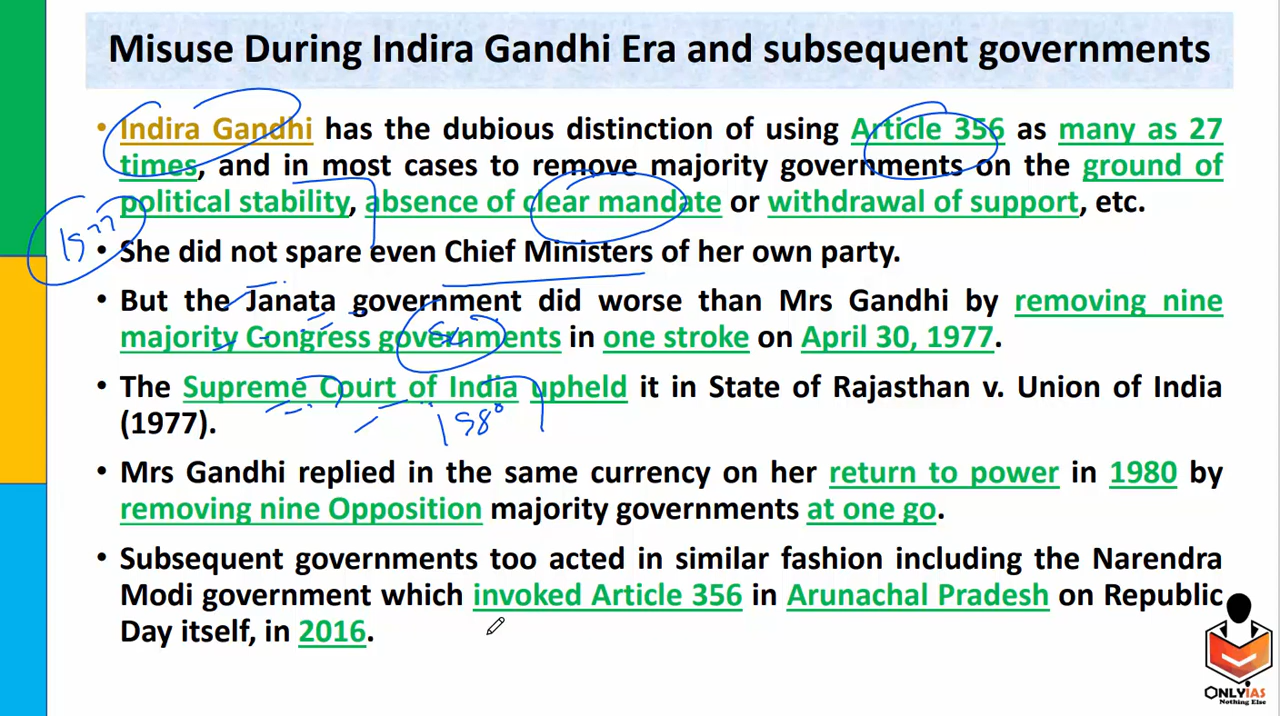 Misuse During Indira Gandhi Era and subsequent governments
• Indira Gandhi has the dubious distinction of using Article 356 as many as 27
times, and in most cases to remove majority governments on the ground of
political stability, absence of clear mandate or withdrawal of support, etc.
1977
• She did not spare even Chief Ministers of her own party.
• But the Janata government did worse than Mrs Gandhi by removing nine
majority Congress governments in one stroke on April 30, 1977.
• The Supreme Court of India upheld it in State of Rajasthan v. Union of India
(1977).
1980
• Mrs Gandhi replied in the same currency on her return to power in 1980 by
removing nine Opposition majority governments at one go.
• Subsequent governments too acted in similar fashion including the Narendra
Modi government which invoked Article 356 in Arunachal Pradesh on Republic
Day itself, in 2016.
ONLYIAS
Nothing Else